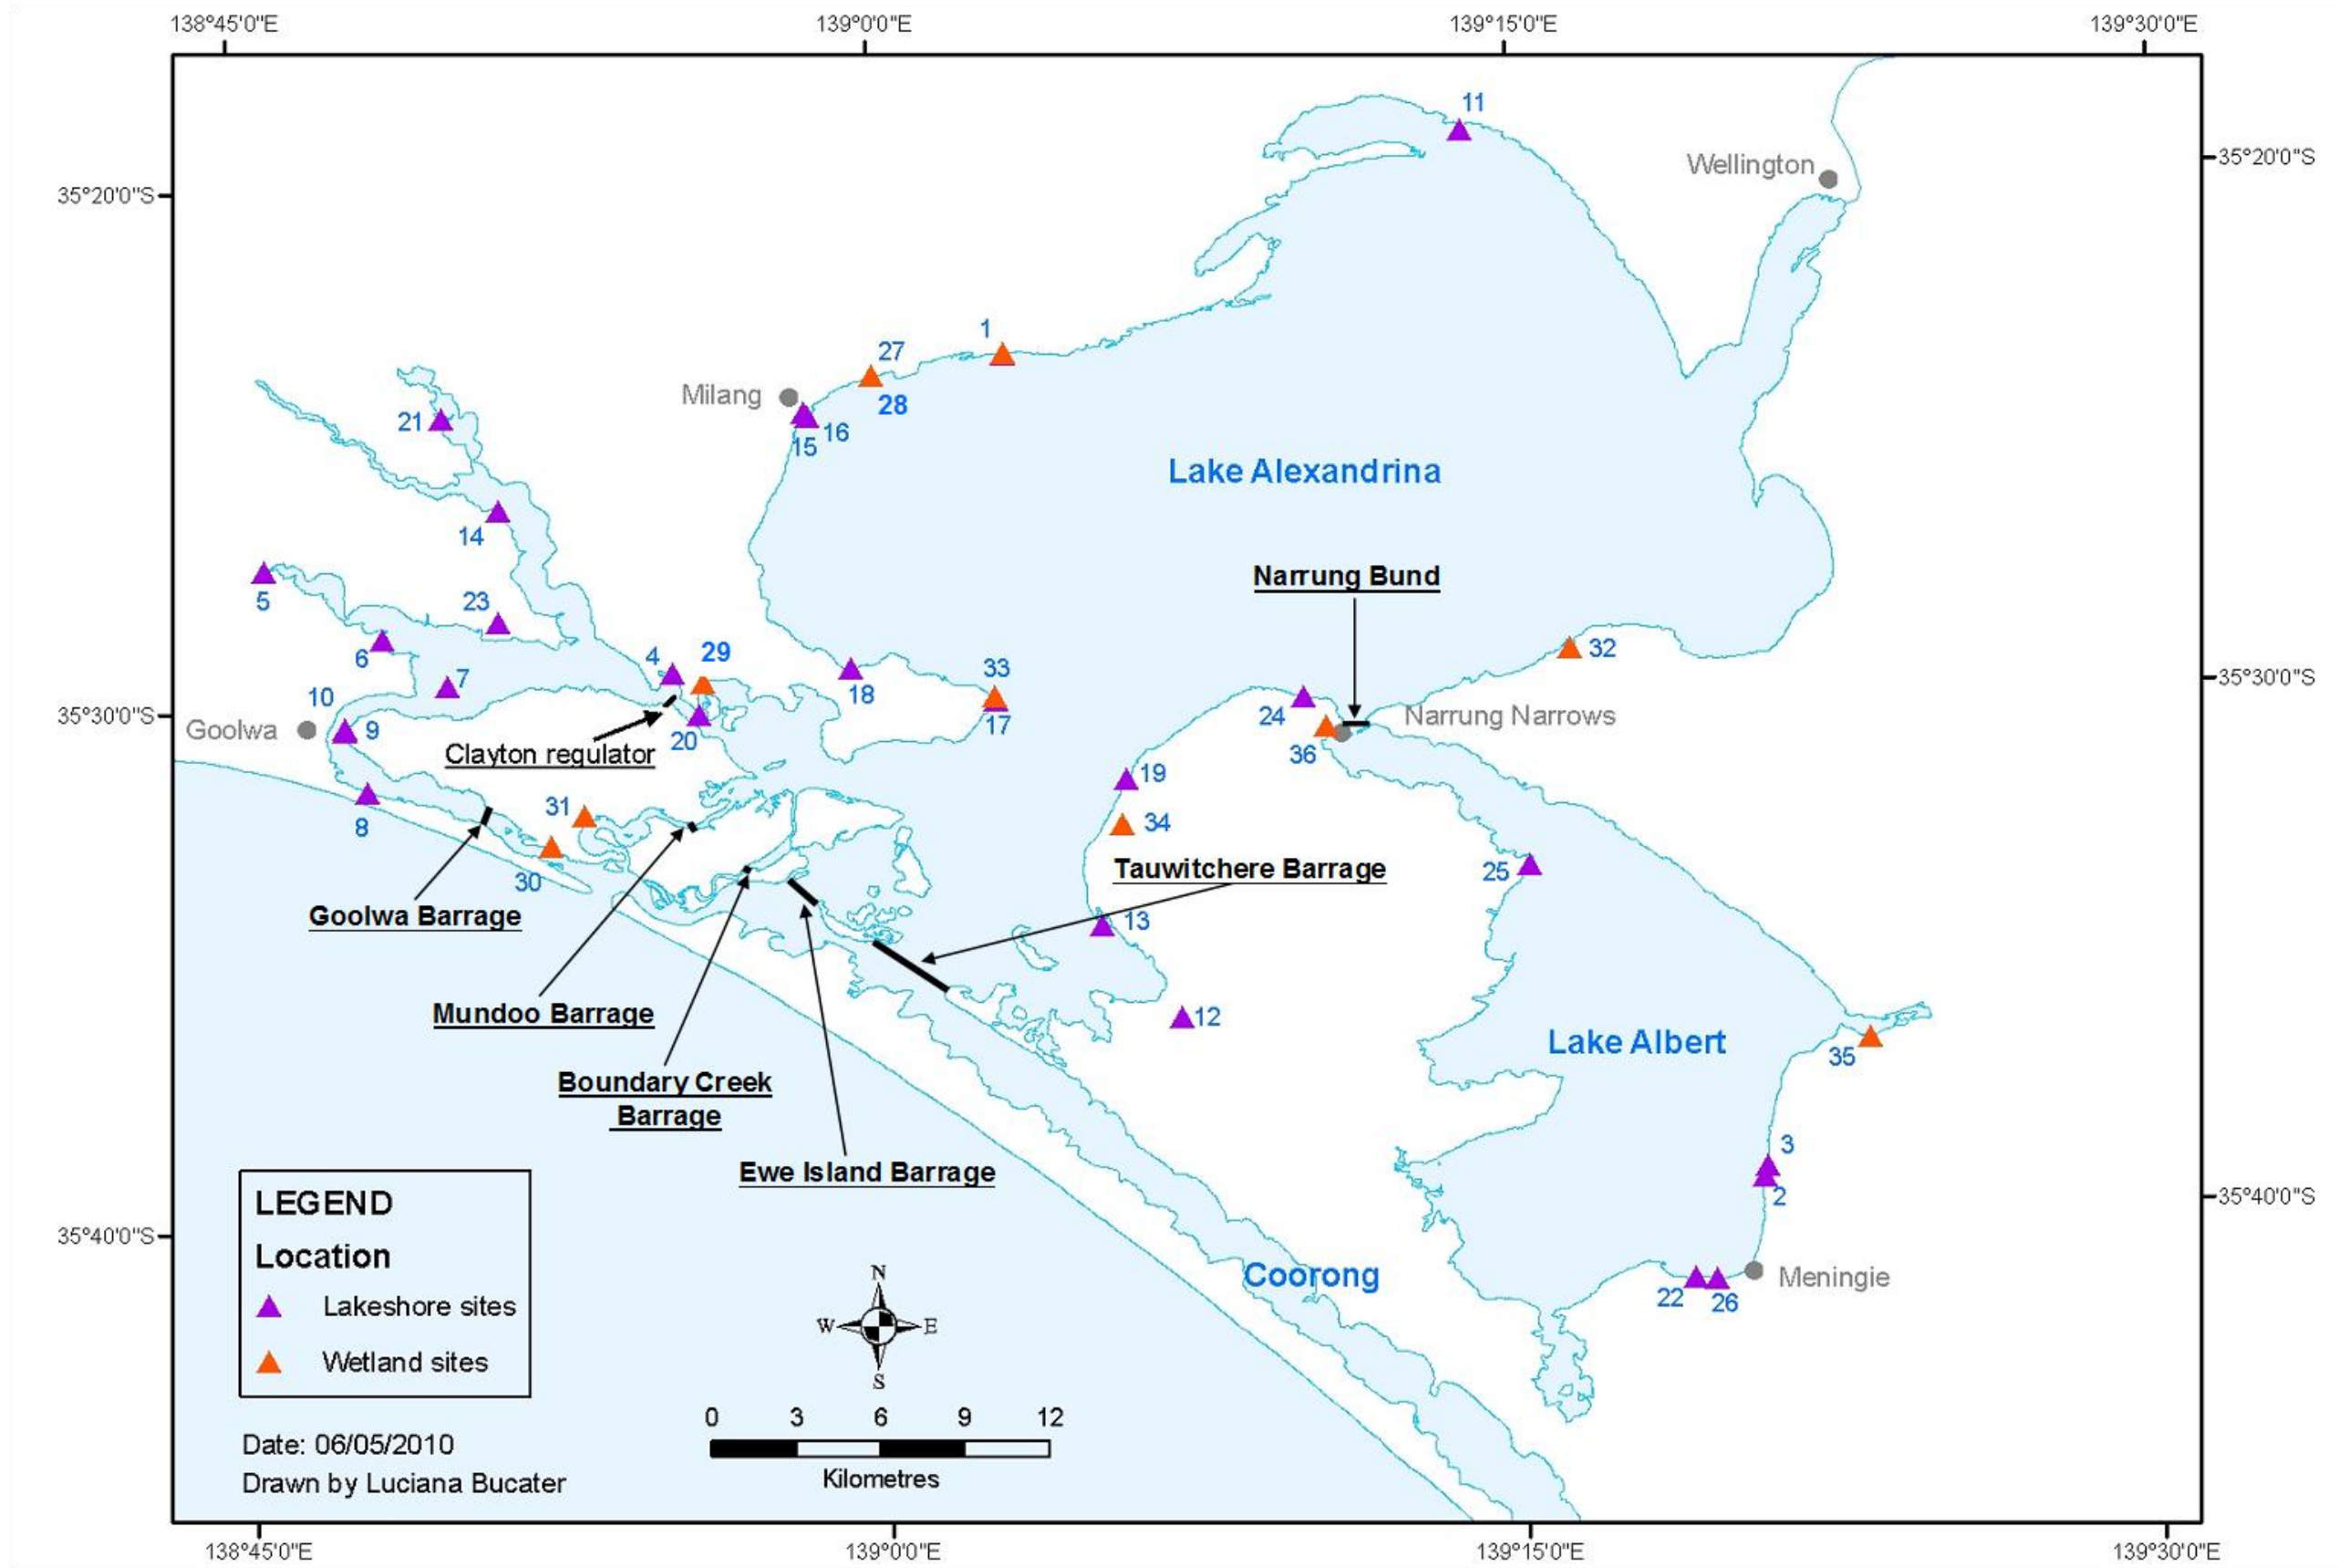 138°45'0"E
139°0'0"E
139°15'0"E
139°30'0"E
11
Wellington
35°20'0"S
35°20'0"S
1
27
Milang
28
21
16
15
Lake Alexandrina
14
Narrung Bund
5
23
4
29
32
6
7
33
35°30'0"S
10
18
24
17
35°30'0"S
Goolwa
9
Narrung Narrows
20
Clayton regulator
36
19
31
8
34
Tauwitchere Barrage
25
30
Goolwa Barrage
13
Mundoo Barrage
12
Lake Albert
35
Boundary Creek
Barrage
3
Ewe Island Barrage
2
35°40'0"S
LEGEND
35°40'0"S
Location
Coorong
Meningie
22
26
N
Lakeshore sites
W
E
Wetland sites
S
0
3
6
9
12
Date: 06/05/2010
Kilometres
Drawn by Luciana Bucater
138°45'0"E
139°0'0"E
139°15'0"E
139°30'0"E